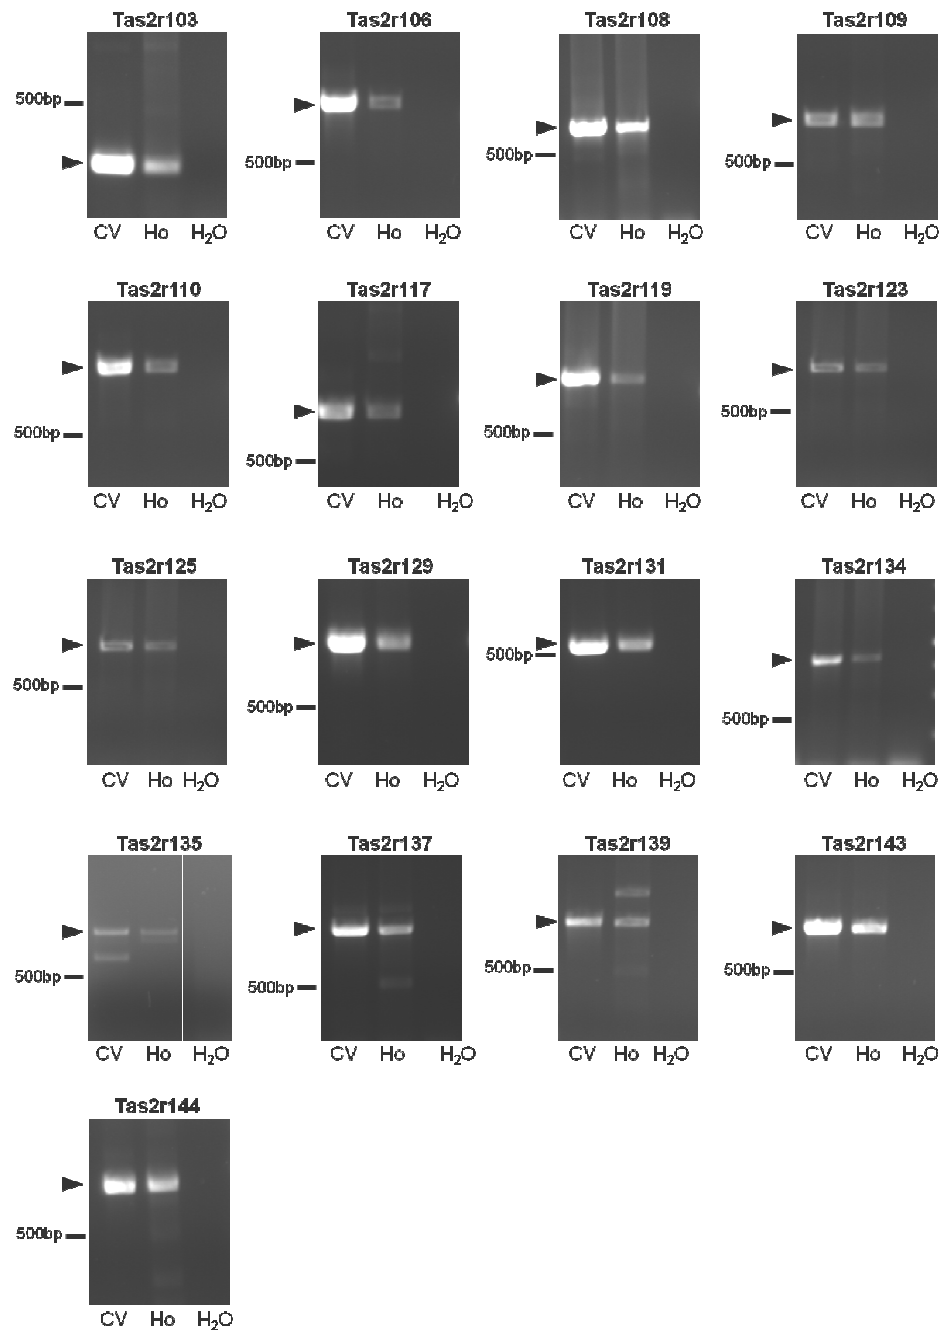 Tas2r103 Tas2r106 Tas2r108 Tas2r109
500bp 500bp 500bp 500bp
CV Ho H₂O CV Ho H₂O CV Ho H₂O CV Ho H₂O
Tas2r110 Tas2r117 Tas2r119 Tas2r123
500bp 500bp 500bp 500bp
CV Ho H₂O CV Ho H₂O CV Ho H₂O CV Ho H₂O
Tas2r125 Tas2r129 Tas2r131 Tas2r134
500bp 500bp 500bp 500bp
CV Ho H₂O CV Ho H₂O CV Ho H₂O CV Ho H₂O
Tas2r135 Tas2r137 Tas2r139 Tas2r143
500bp 500bp 500bp 500bp
CV Ho H₂O CV Ho H₂O CV Ho H₂O CV Ho H₂O
Tas2r144
500bp
CV Ho H₂O